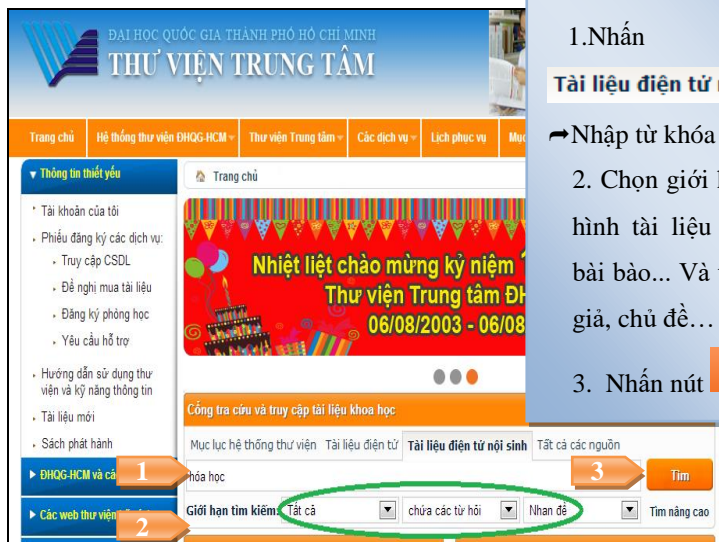 ĐẠI HỌC QUỐC GIA THÀNH PHỐ HỒ CHÍ MINH
THƯ VIỆN TRUNG TÂM
Trang chủ Hệ thống thư viện ĐHQG-HCM Thư viện Trung tâm Các dịch vụ Lịch phục vụ
Thông tin thiết yếu
Tài khoản của tôi
Phiếu đăng ký các dịch vụ:
Truy cập CSDL
Đề nghị mua tài liệu
Đăng ký phòng học
Yêu cầu hỗ trợ
Hướng dẫn sử dụng thư
viện và kỹ năng thông tin
Tài liệu mới
Sách phát hành
ĐHQG-HCM và
Các web thư viện
Trang chủ
Nhiệt liệt chào mừng kỷ niệm
Thư viện Trung tâm
06/08/2003 - 06/08
Cổng tra cứu và truy cập tài liệu khoa học
Mục lục hệ thống thư viện Tài liệu điện tử Tài liệu điện tử nội sinh Tất cả các nguồn
1
hóa học
3
Tìm
2
Giới hạn tìm kiếm: Tất cả chứa các từ hỏi Nhan đề Tìm nâng cao
1.Nhấn
Tài liệu điện tử
➦Nhập từ khóa
2. Chọn giới
hình tài liệu
bài bào... Và
giả, chủ đề…
3. Nhấn nút